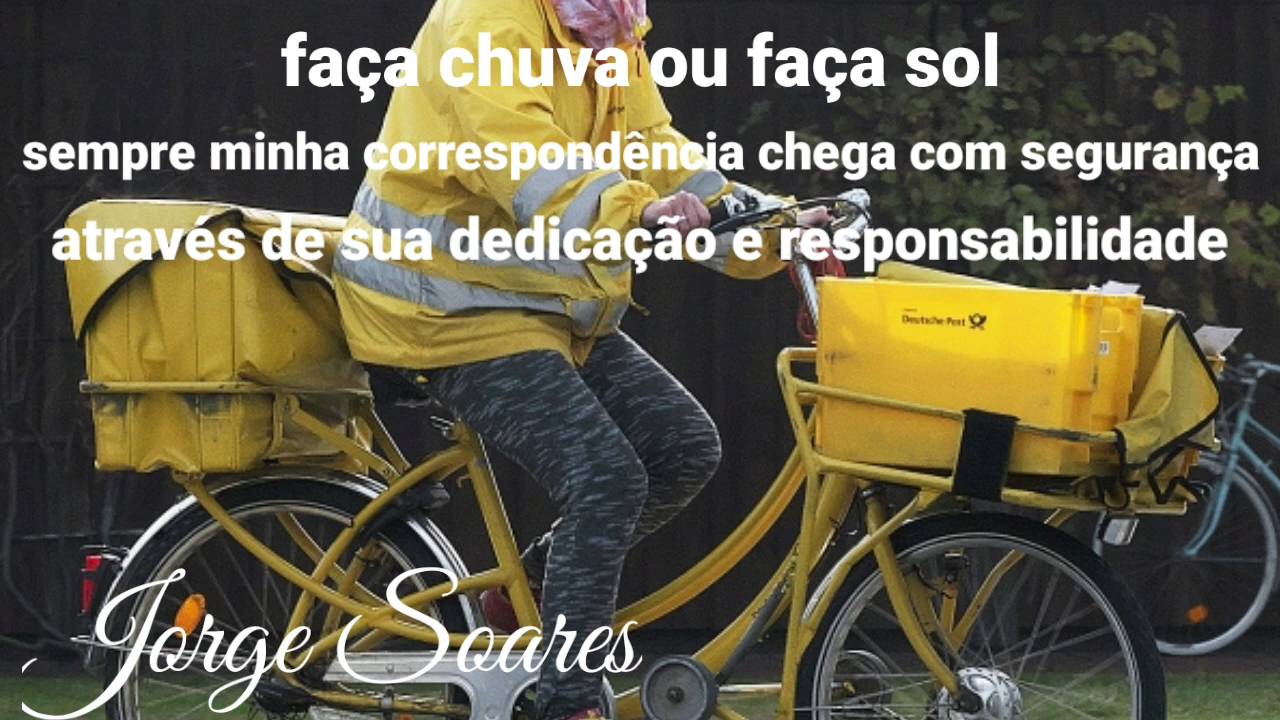 faça chuva ou faça sol
sempre minha correspondência chega com segurança
através de sua dedicação e responsabilidade
Deutsche Post
Jorge Soares